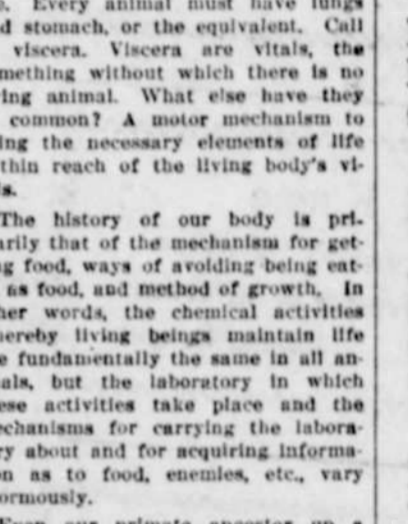 . Every animal must have lungs
d stomach, or the equivalent. Call
viscera. Viscera are vitals, the
mething without which there is no
ing animal. What else have they
common? A motor mechanism to
ing the necessary elements of life
thin reach of the living body's vi-
s.
The history of our body is pri-
arily that of the mechanism for get-
g food, ways of avoiding being eat-
as food, and method of growth. In
her words, the chemical activities
hereby living beings maintain life
e fundamentally the same in all an-
als, but the laboratory in which
ese activities take place and the
echanisms for carrying the labora-
ry about and for acquiring informa-
on as to food, enemies, etc., vary
ormously.
Even our primate ancestor up a